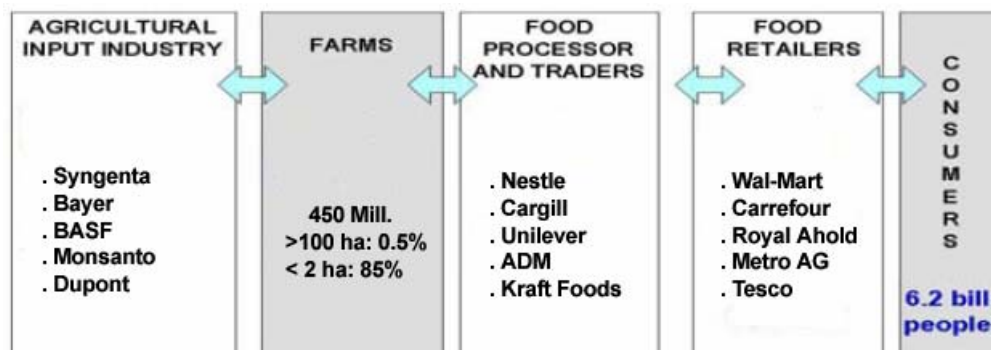 AGRICULTURAL
INPUT INDUSTRY
. Syngenta
. Bayer
. BASF
. Monsanto
. Dupont
FARMS
450 Mill.
>100 ha: 0.5%
< 2 ha: 85%
FOOD
PROCESSOR
AND TRADERS
. Nestle
. Cargill
. Unilever
. ADM
. Kraft Foods
FOOD
RETAILERS
. Wal-Mart
. Carrefour
. Royal Ahold
. Metro AG
. Tesco
CONSUMERS
6.2 bill
people